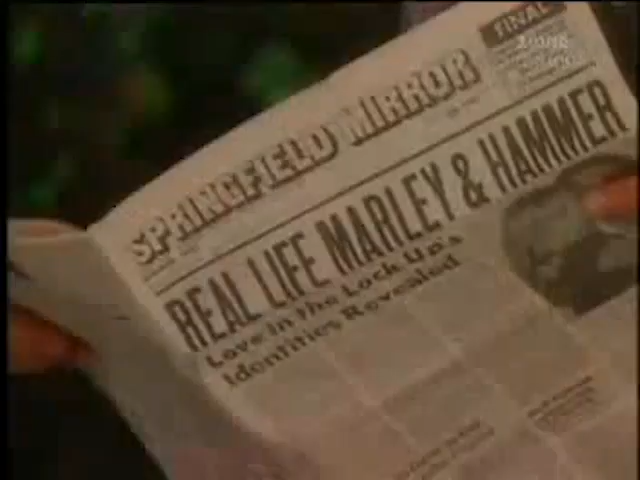 FINAL
SPRINGFIELD MIRROR
REAL LIFE MARLEY & HAMMER
Love in the Lock Up's
Identities Revealed